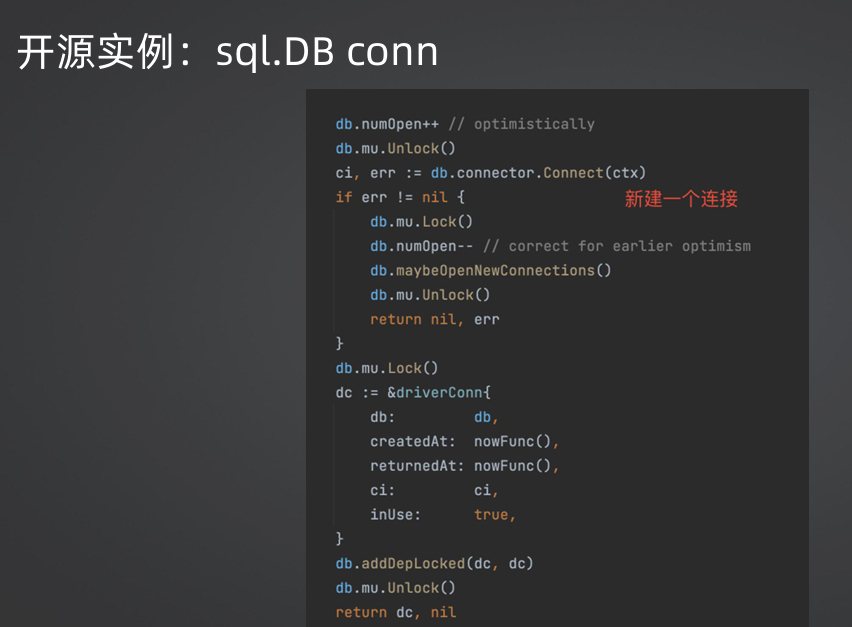 开源实例：sql.DB conn
db.numOpen++ // optimistically
db.mu.Unlock()
ci, err := db.connector.Connect(ctx)
if err != nil {
新建一个连接
db.mu.Lock()
db.numOpen-- // correct for earlier optimism
db.maybeOpenNewConnections()
db.mu.Unlock()
return nil, err
}
db.mu.Lock()
dc := &driverConn{
db: db,
createdAt: nowFunc(),
returnedAt: nowFunc(),
ci: ci,
inUse: true,
}
db.addDepLocked(dc, dc)
db.mu.Unlock()
return dc, nil